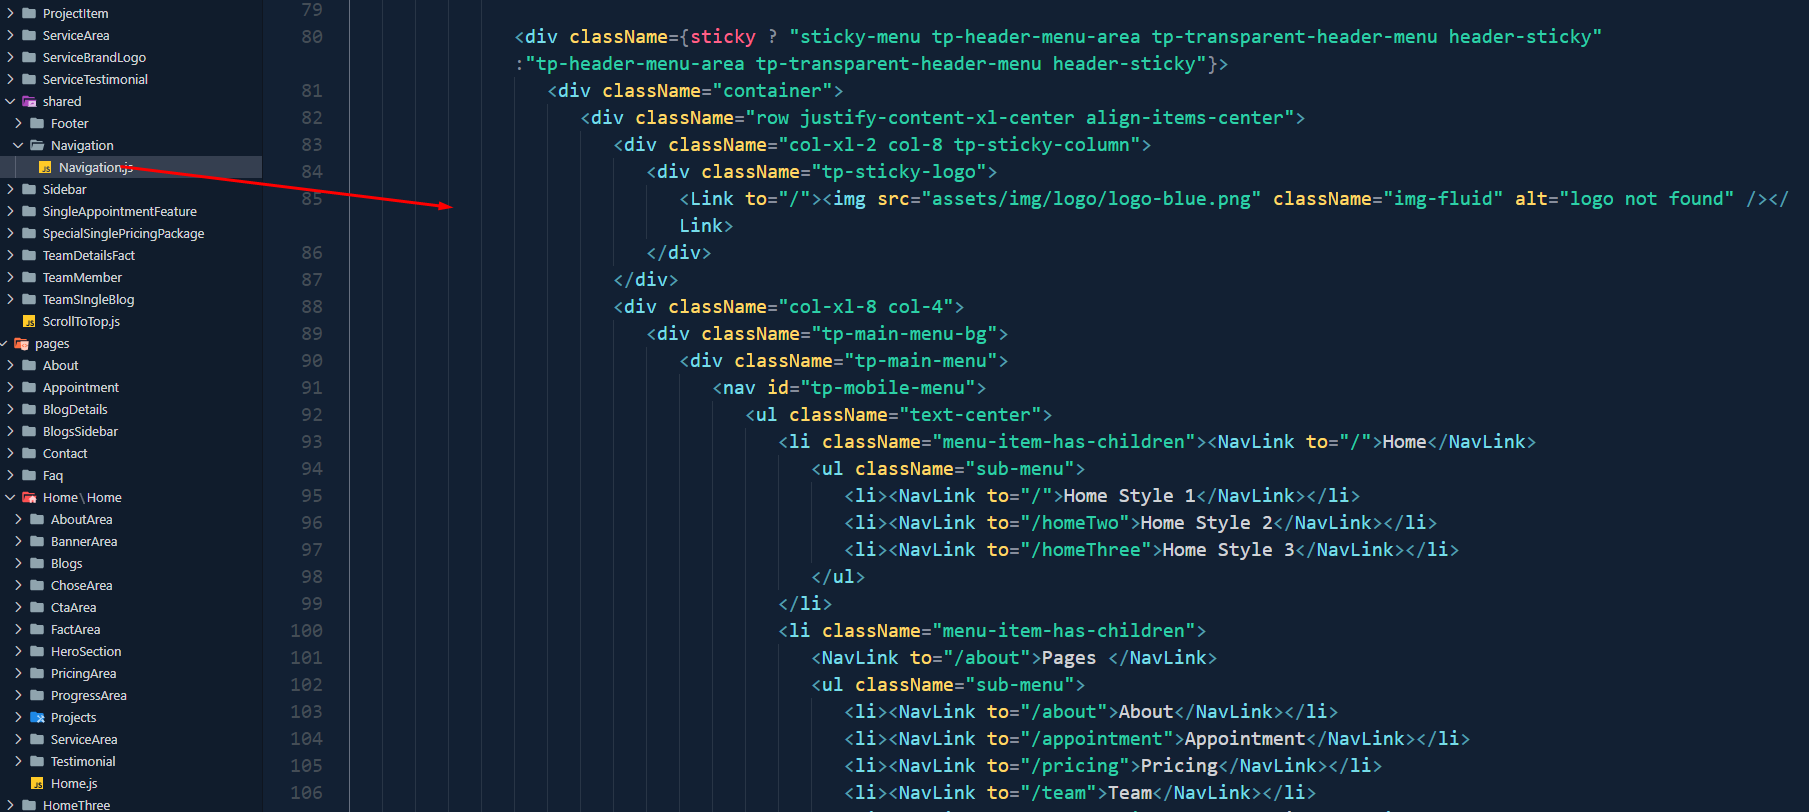 ProjectItem
ServiceArea
ServiceBrandLogo
ServiceTestimonial
shared
Footer
Navigation
JS Navigation.js
Sidebar
SingleAppointmentFeature
SpecialSinglePricingPackage
TeamDetailsFact
TeamMember
TeamSIngleBlog
JS ScrollToTop.js
pages
About
Appointment
BlogDetails
BlogsSidebar
Contact
Faq
Home\Home
AboutArea
BannerArea
Blogs
ChoseArea
CtaArea
FactArea
HeroSection
PricingArea
ProgressArea
Projects
ServiceArea
Testimonial
JS Home.js
HomeThree
79
80 <div className={sticky ? "sticky-menu tp-header-menu-area tp-transparent-header-menu header-sticky"
:"tp-header-menu-area tp-transparent-header-menu header-sticky"}>
81 <div className="container">
82 <div className="row justify-content-xl-center align-items-center">
83 <div className="col-xl-2 col-8 tp-sticky-column">
84 <div className="tp-sticky-logo">
85 <Link to="/"><img src="assets/img/logo/logo-blue.png" className="img-fluid" alt="logo not found" /></
Link>
86 </div>
87 </div>
88 <div className="col-xl-8 col-4">
89 <div className="tp-main-menu-bg">
90 <div className="tp-main-menu">
91 <nav id="tp-mobile-menu">
92 <ul className="text-center">
93 <li className="menu-item-has-children"><NavLink to="/">Home</NavLink>
94 <ul className="sub-menu">
95 <li><NavLink to="/">Home Style 1</NavLink></li>
96 <li><NavLink to="/homeTwo">Home Style 2</NavLink></li>
97 <li><NavLink to="/homeThree">Home Style 3</NavLink></li>
98 </ul>
99 </li>
100 <li className="menu-item-has-children">
101 <NavLink to="/about">Pages </NavLink>
102 <ul className="sub-menu">
103 <li><NavLink to="/about">About</NavLink></li>
104 <li><NavLink to="/appointment">Appointment</NavLink></li>
105 <li><NavLink to="/pricing">Pricing</NavLink></li>
106 <li><NavLink to="/team">Team</NavLink></li>